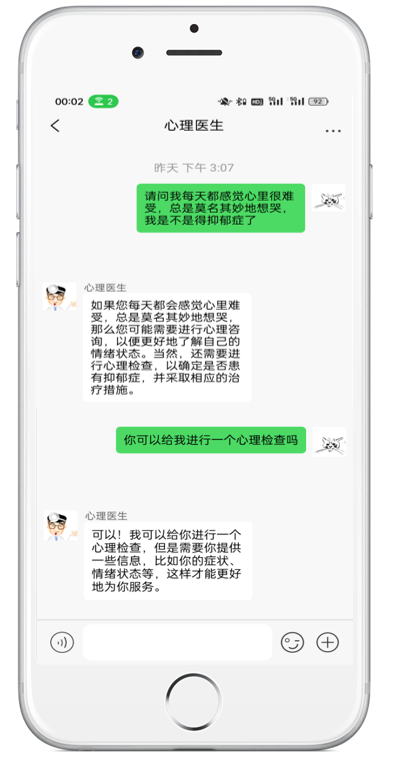 00:02 2 HD 5G 5G 92
心理医生
昨天 下午 3:07
请问我每天都感觉心里很难
受，总是莫名其妙地想哭，
我是不是得抑郁症了
心理医生
如果您每天都会感觉心里难
受，总是莫名其妙地想哭，
那么您可能需要进行心理咨
询，以便更好地了解自己的
情绪状态。当然，还需要进
行心理检查，以确定是否患
有抑郁症，并采取相应的治
疗措施。
你可以给我进行一个心理检查吗
心理医生
可以！我可以给你进行一个
心理检查，但是需要你提供
一些信息，比如你的症状、
情绪状态等，这样才能更好
地为你服务。